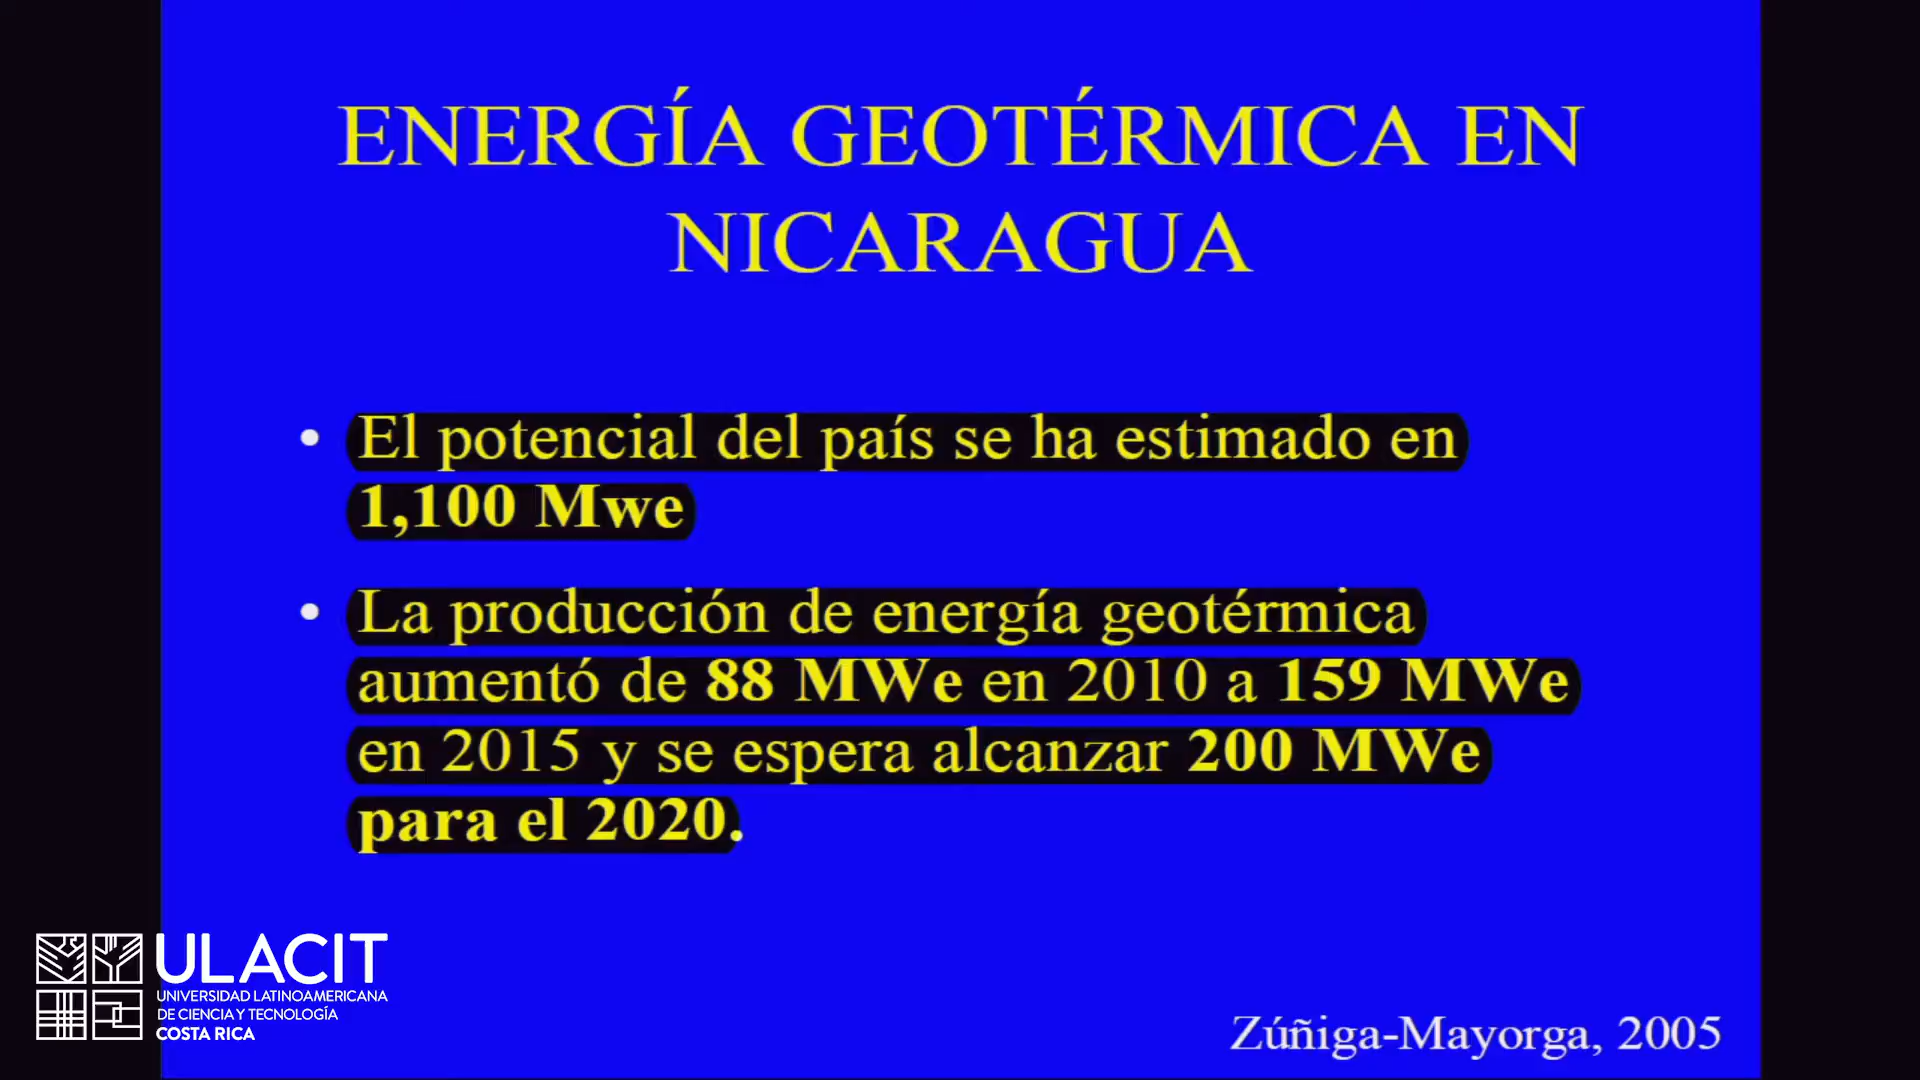 ENERGÍA GEOTÉRMICA EN
NICARAGUA
• El potencial del país se ha estimado en
1,100 Mwe
• La producción de energía geotérmica
aumentó de 88 MWe en 2010 a 159 MWe
en 2015 y se espera alcanzar 200 MWe
para el 2020.
ULACIT
UNIVERSIDAD LATINOAMERICANA
DE CIENCIA Y TECNOLOGÍA
COSTA RICA
Zúñiga-Mayorga, 2005